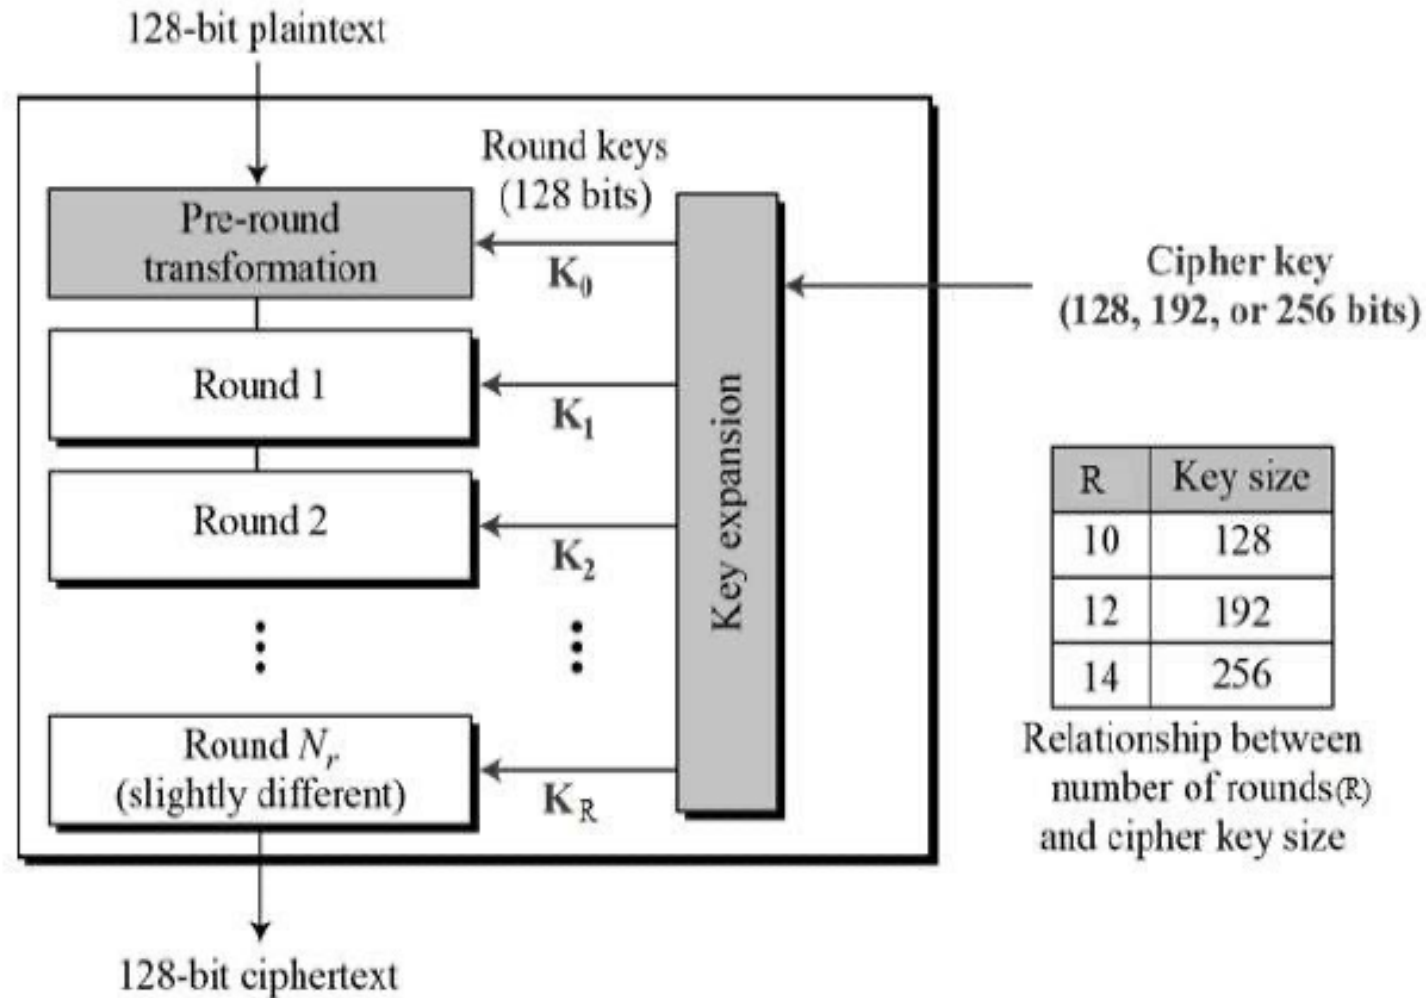 128-bit plaintext
Round keys
(128 bits)
Pre-round
transformation
K0
Cipher key
(128, 192, or 256 bits)
Round 1
K1
Key expansion
Round 2
K2
R Key size
10 128
12 192
14 256
Relationship between
number of rounds(R)
and cipher key size
Round Nr
(slightly different)
KR
128-bit ciphertext